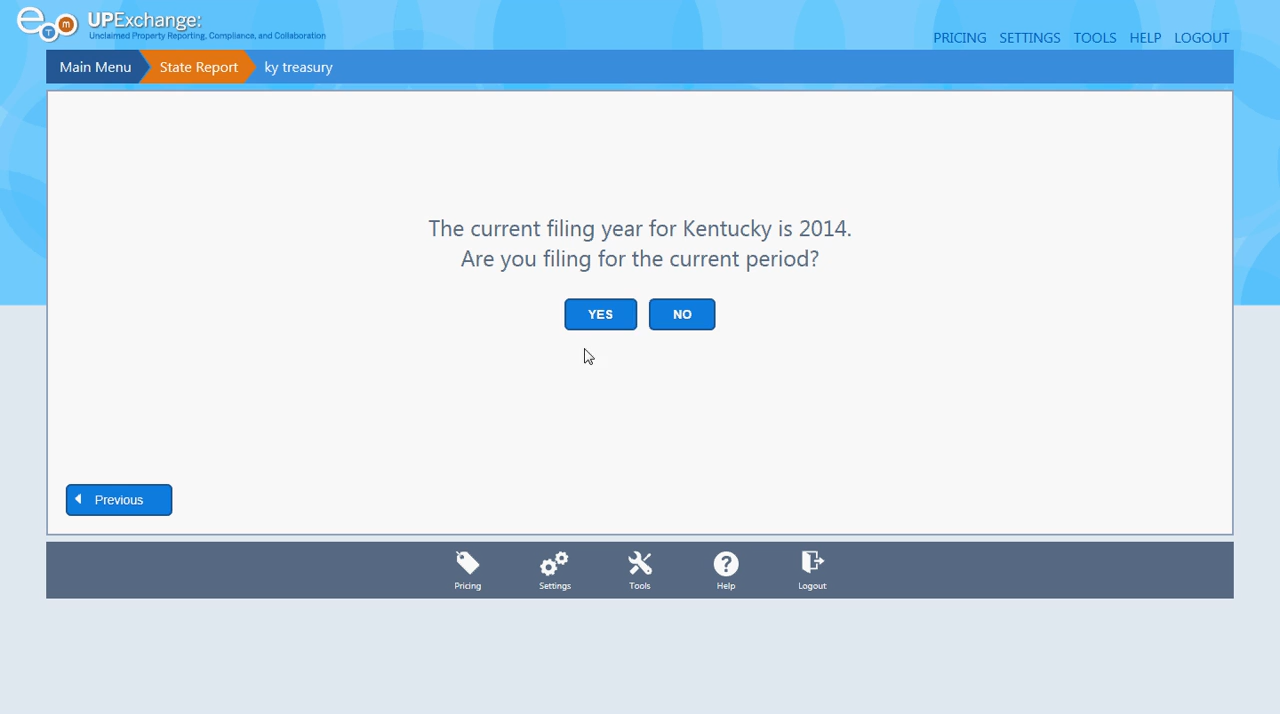 e T m UPExchange:
Unclaimed Property Reporting, Compliance, and Collaboration
PRICING SETTINGS TOOLS HELP LOGOUT
Main Menu State Report ky treasury
The current filing year for Kentucky is 2014.
Are you filing for the current period?
YES NO
Previous
Pricing Settings Tools Help Logout